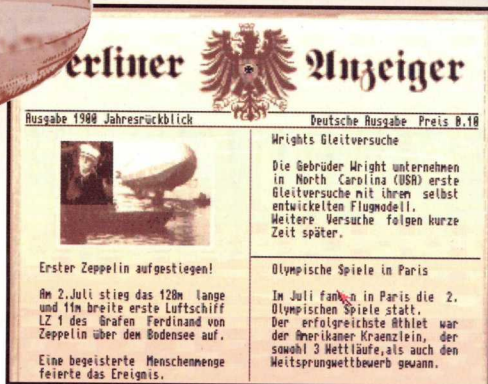 erliner Anzeiger
Ausgabe 1900 Jahresrückblick
Deutsche Ausgabe Preis 0.10
Erster Zeppelin aufgestiegen!
Am 2.Juli stieg das 128m lange
und 11m breite erste Luftschiff
LZ 1 des Grafen Ferdinand von
Zeppelin über dem Bodensee auf.
Eine begeisterte Menschenmenge
feierte das Ereignis.
Wrights Gleitversuche
Die Gebrüder Wright unternehmen
in North Carolina (USA) erste
Gleitversuche mit ihrem selbst
entwickelten Flugmodell.
Weitere Versuche folgen kurze
Zeit später.
Olympische Spiele in Paris
Im Juli fanden in Paris die 2.
Olympischen Spiele statt.
Der erfolgreichste Athlet war
der Amerikaner Kraenzlein, der
sowohl 3 Wettläufe,als auch den
Weitsprungwettbewerb gewann.